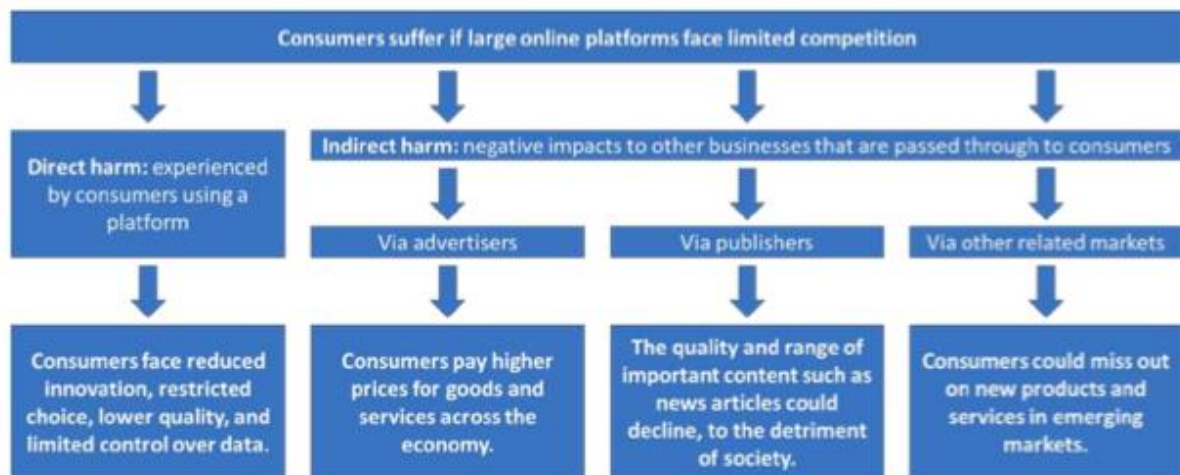 Consumers suffer if large online platforms face limited competition
Direct harm: experienced
by consumers using a
platform
Indirect harm: negative impacts to other businesses that are passed through to consumers
Via advertisers
Via publishers
Via other related markets
Consumers face reduced
innovation, restricted
choice, lower quality, and
limited control over data.
Consumers pay higher
prices for goods and
services across the
economy.
The quality and range of
important content such as
news articles could
decline, to the detriment
of society.
Consumers could miss out
on new products and
services in emerging
markets.